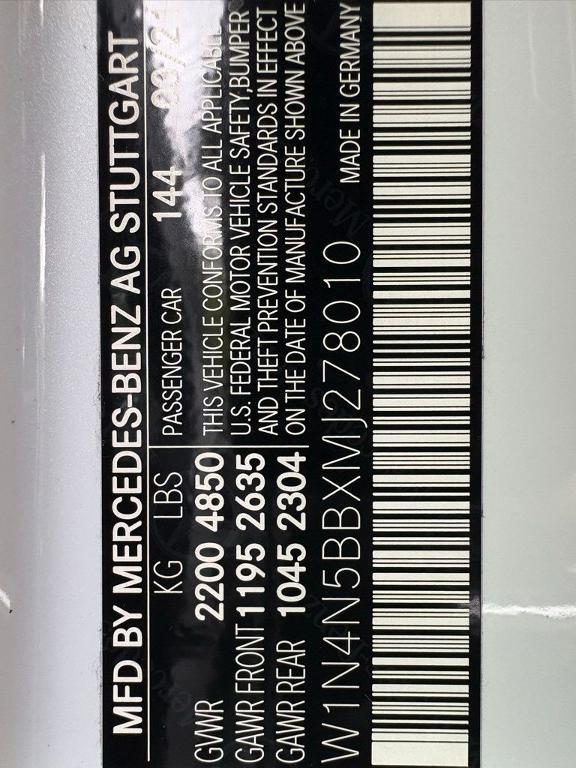 MFD BY MERCEDES-BENZ AG STUTTGART
KG LBS PASSENGER CAR 144
GVWR 2200 4850 THIS VEHICLE CONFORMS TO ALL APPLICABLE
GAWR FRONT 1195 2635 U.S. FEDERAL MOTOR VEHICLE SAFETY,BUMPER
AND THEFT PREVENTION STANDARDS IN EFFECT
GAWR REAR 1045 2304 ON THE DATE OF MANUFACTURE SHOWN ABOVE
W1N4N5BBXMJ278010 MADE IN GERMANY